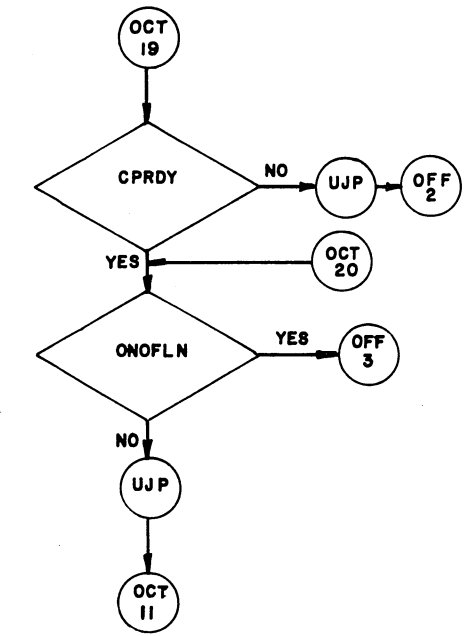 OCT
19
CPRDY
NO
UJP
OFF
2
YES
OCT
20
ONOFLN
YES
OFF
3
NO
UJP
OCT
11